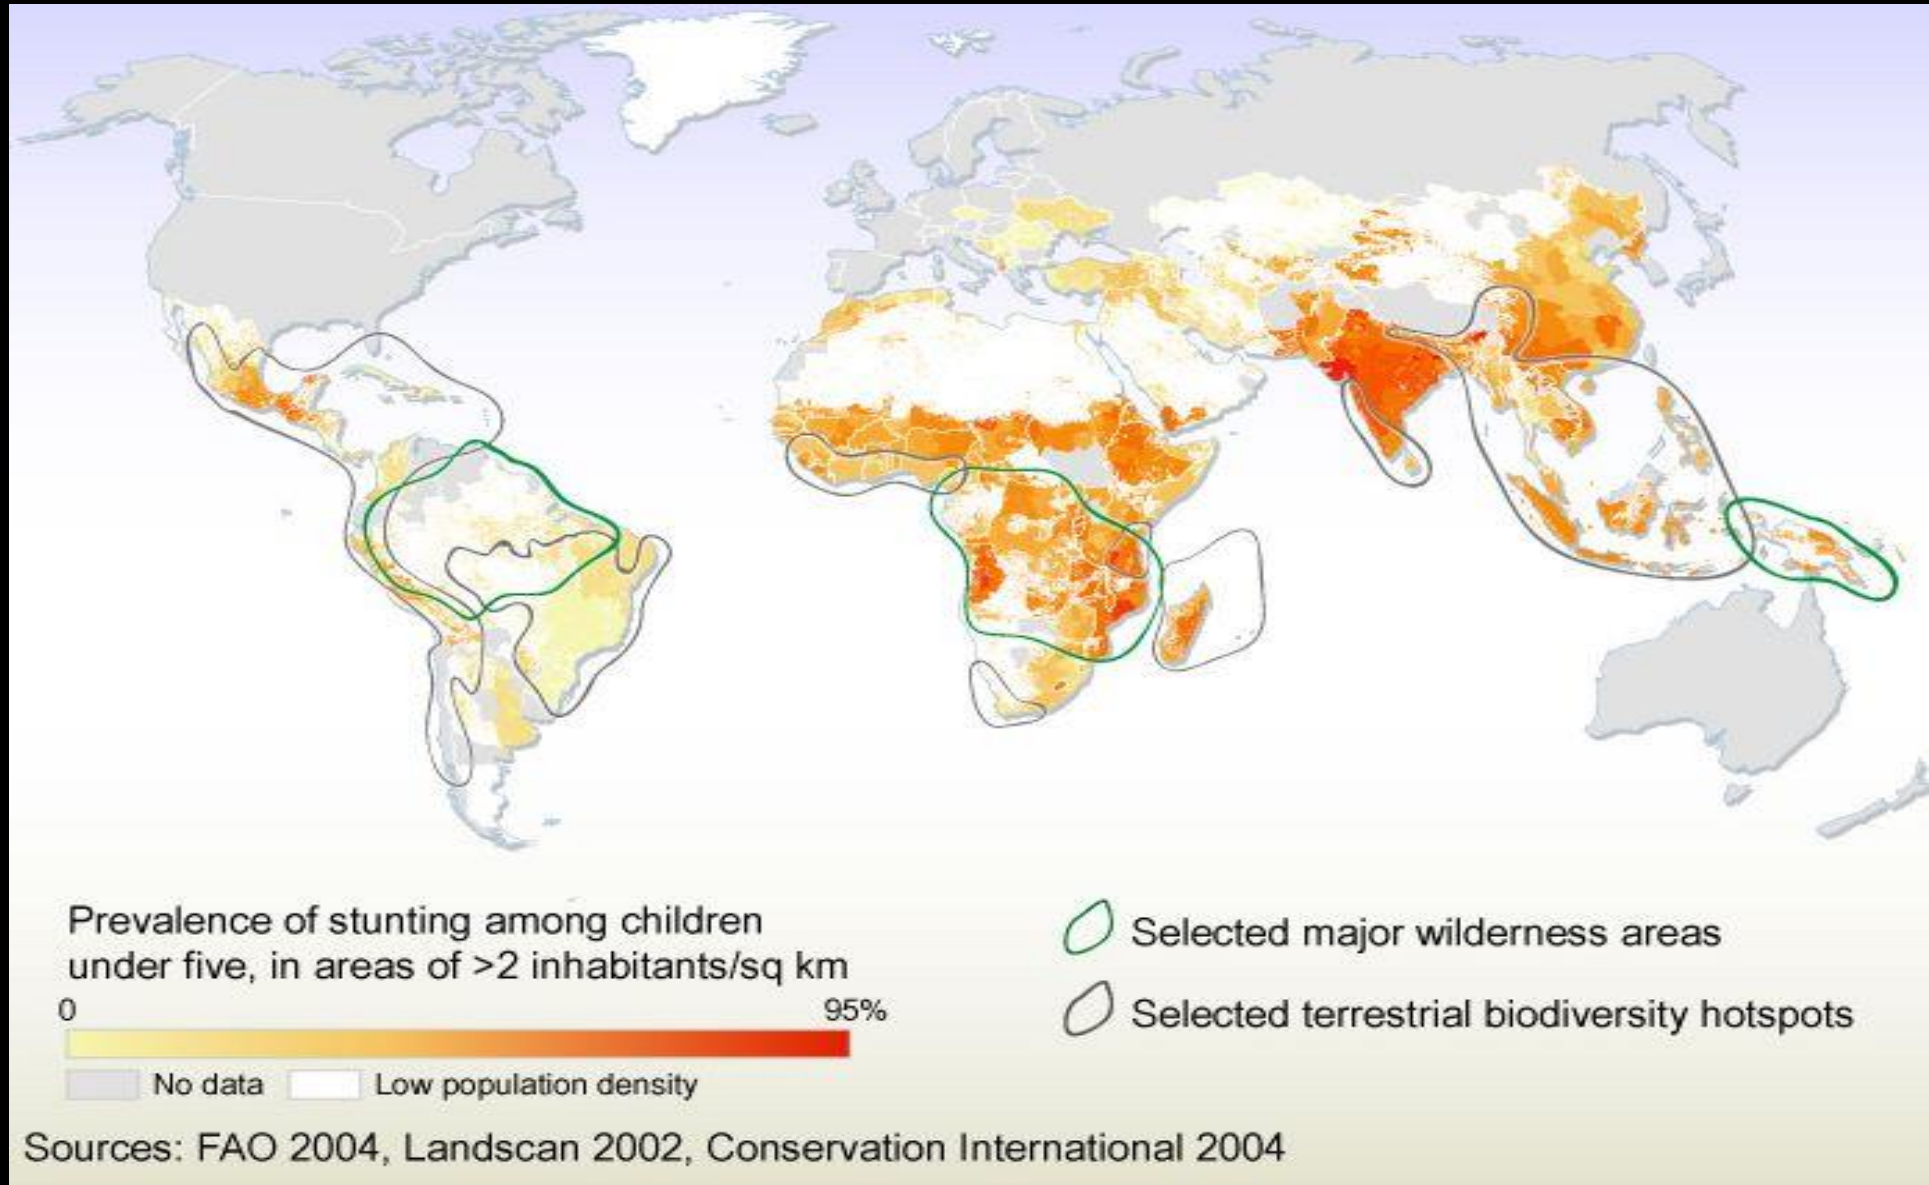 Prevalence of stunting among children
under five, in areas of >2 inhabitants/sq km
0 95%
No data Low population density
Selected major wilderness areas
Selected terrestrial biodiversity hotspots
Sources: FAO 2004, Landscan 2002, Conservation International 2004